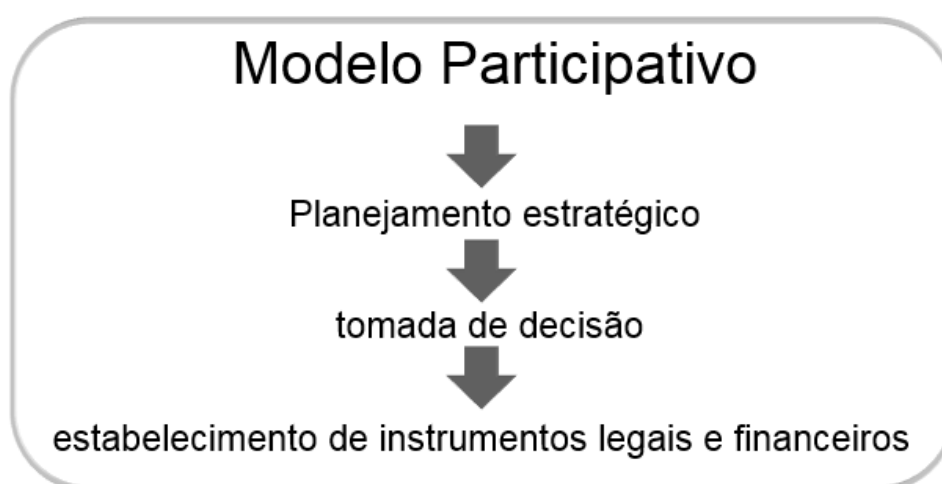 Modelo Participativo
Planejamento estratégico
tomada de decisão
estabelecimento de instrumentos legais e financeiros